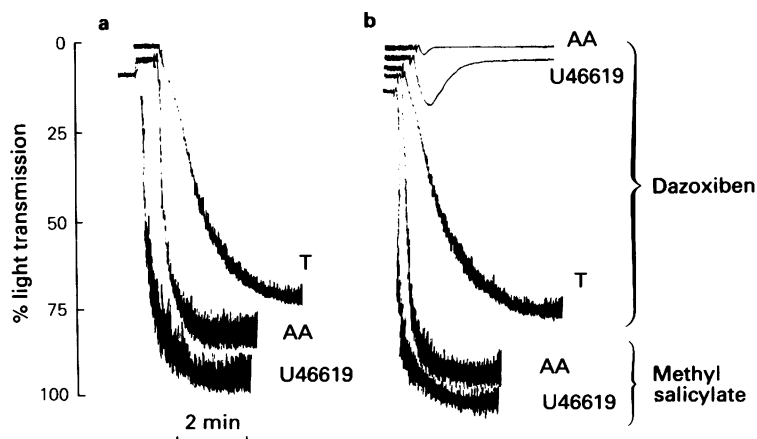 a
0
25
50
75
100
% light transmission
T
AA
U46619
2 min
b
AA
U46619
T
Dazoxiben
AA
U46619
Methyl
salicylate